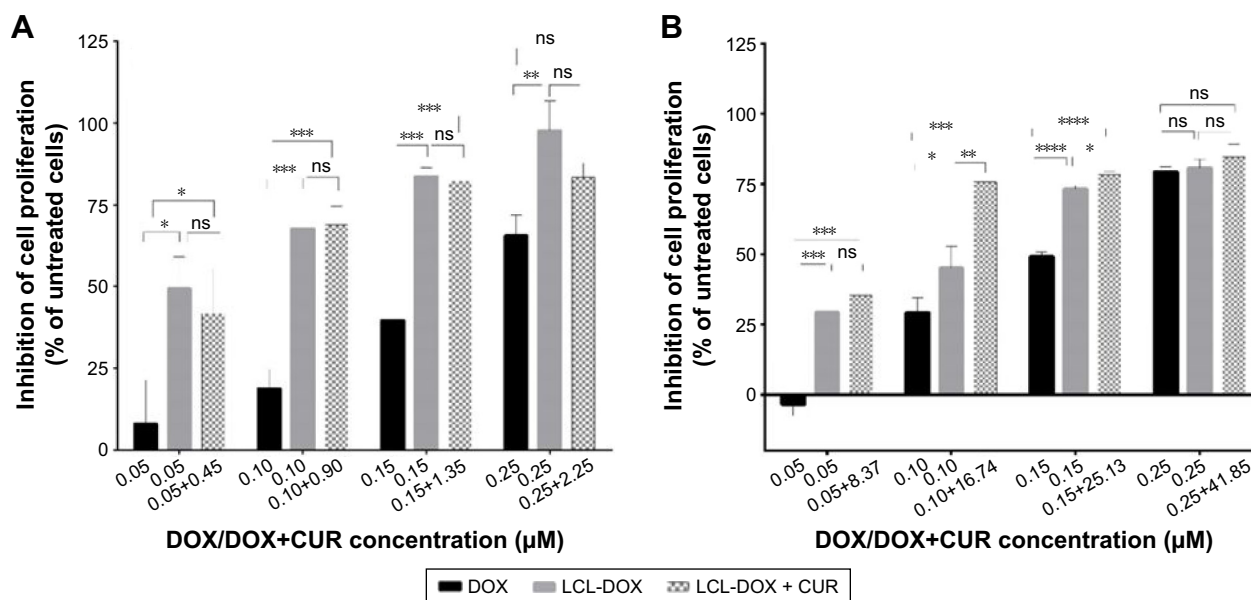 A
Inhibition of cell proliferation
(% of untreated cells)
125
100
75
50
25
0
*
*
ns
***
***
ns
***
***
ns
ns
**
ns
0.05
0.05
0.05+0.45
0.10
0.10
0.10+0.90
0.15
0.15
0.15+1.35
0.25
0.25
0.25+2.25
DOX/DOX+CUR concentration (µM)
B
Inhibition of cell proliferation
(% of untreated cells)
125
100
75
50
25
0
***
***
ns
***
*
**
****
****
*
ns
ns
ns
0.05
0.05
0.05+8.37
0.10
0.10
0.10+16.74
0.15
0.15
0.15+25.13
0.25
0.25
0.25+41.85
DOX/DOX+CUR concentration (µM)
DOX LCL-DOX LCL-DOX + CUR